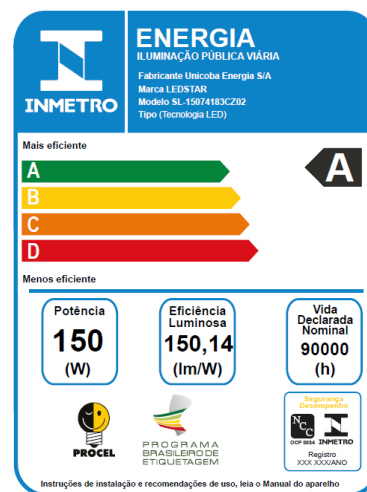 INMETRO
ENERGIA
ILUMINAÇÃO PÚBLICA VIÁRIA
Fabricante Unicoba Energia S/A
Marca LEDSTAR
Modelo SL-15074183CZ02
Tipo (Tecnologia LED)
Mais eficiente
A
A
B
C
D
Menos eficiente
Potência
150
(W)
Eficiência
Luminosa
150,14
(lm/W)
Vida
Declarada
Nominal
90000
(h)
PROCEL
PROGRAMA
BRASILEIRO DE
ETIQUETAGEM
Segurança
Desempenho
NCC
OCP 0034 INMETRO
Registro
XXX XXX/ANO
Instruções de instalação e recomendações de uso, leia o Manual do aparelho